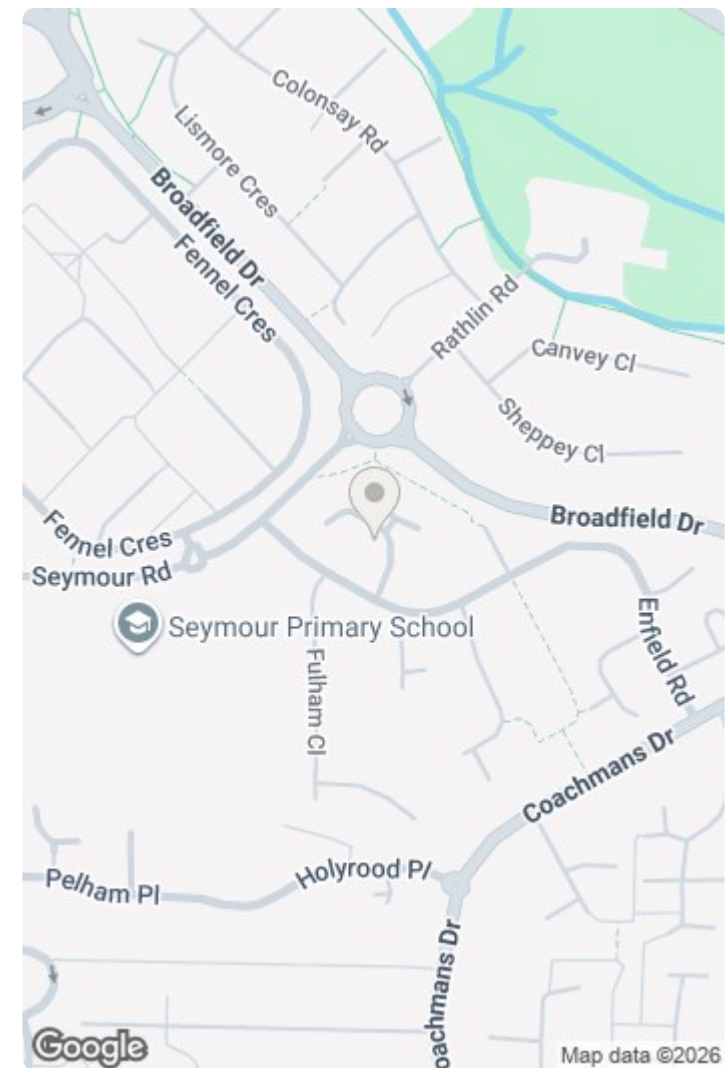 Colonsay Rd
Lismore Cres
Broadfield Dr
Fennel Cres
Rathlin Rd
Canvey Cl
Sheppey Cl
Fennel Cres
Broadfield Dr
Seymour Rd
Seymour Primary School
Enfield Rd
Fulham Cl
Coachmans Dr
Holyrood Pl
Pelham Pl
oachmans Dr
Google
Map data ©2026